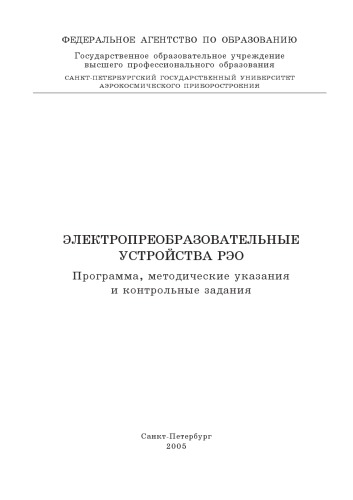 ФЕДЕРАЛЬНОЕ АГЕНТСТВО ПО ОБРАЗОВАНИЮ
Государственное образовательное учреждение
высшего профессионального образования
САНКТ-ПЕТЕРБУРГСКИЙ ГОСУДАРСТВЕННЫЙ УНИВЕРСИТЕТ
АЭРОКОСМИЧЕСКОГО ПРИБОРОСТРОЕНИЯ
ЭЛЕКТРОПРЕОБРАЗОВАТЕЛЬНЫЕ
УСТРОЙСТВА РЭО
Программа, методические указания
и контрольные задания
Санкт-Петербург
2005